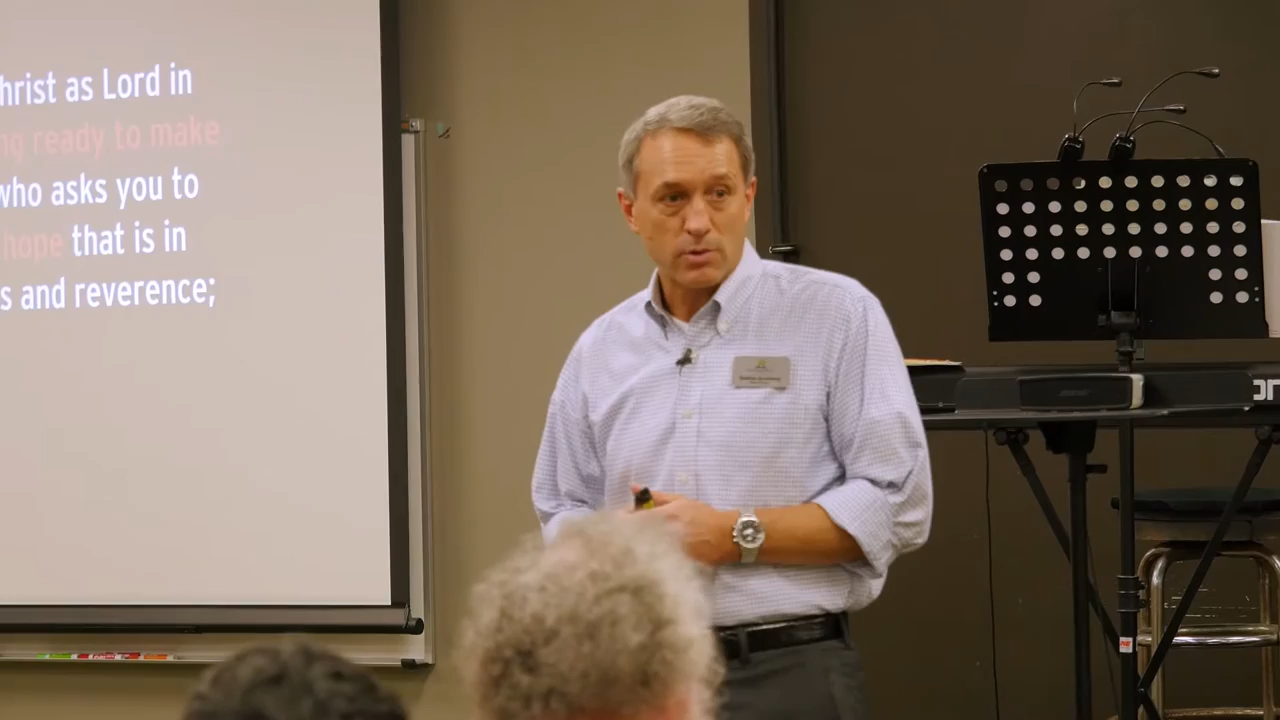 hrist as Lord in
ng ready to make
who asks you to
hope that is in
s and reverence;